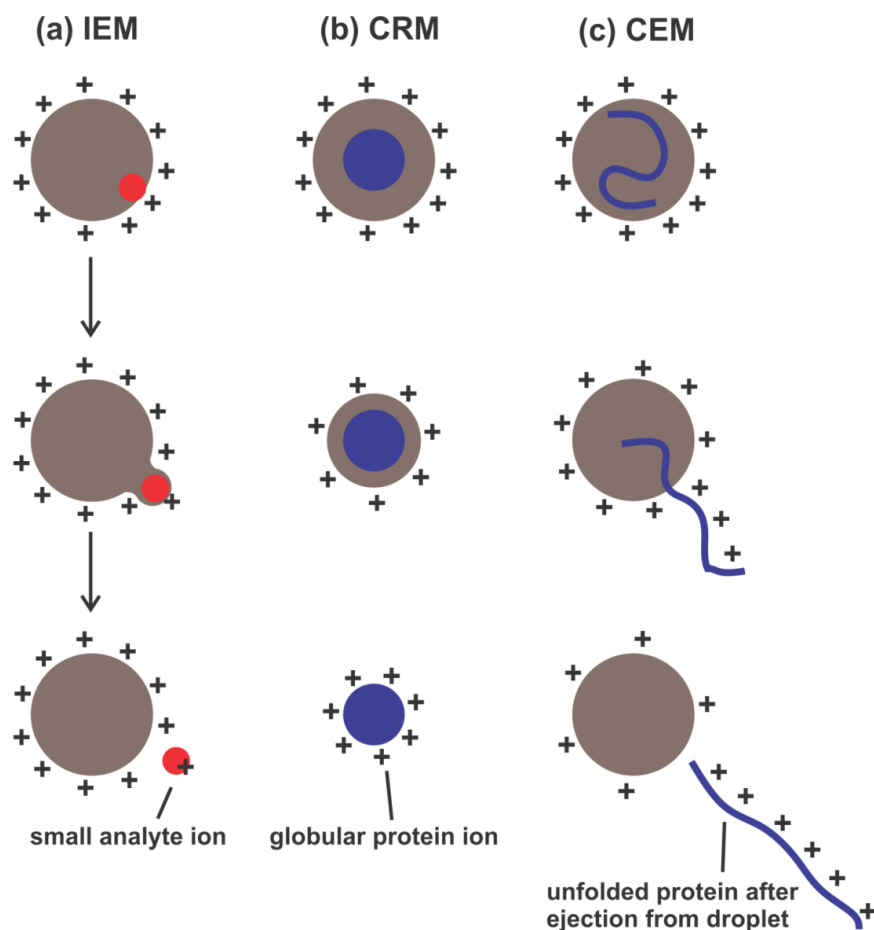 (a) IEM (b) CRM (c) CEM
small analyte ion
globular protein ion
unfolded protein after
ejection from droplet